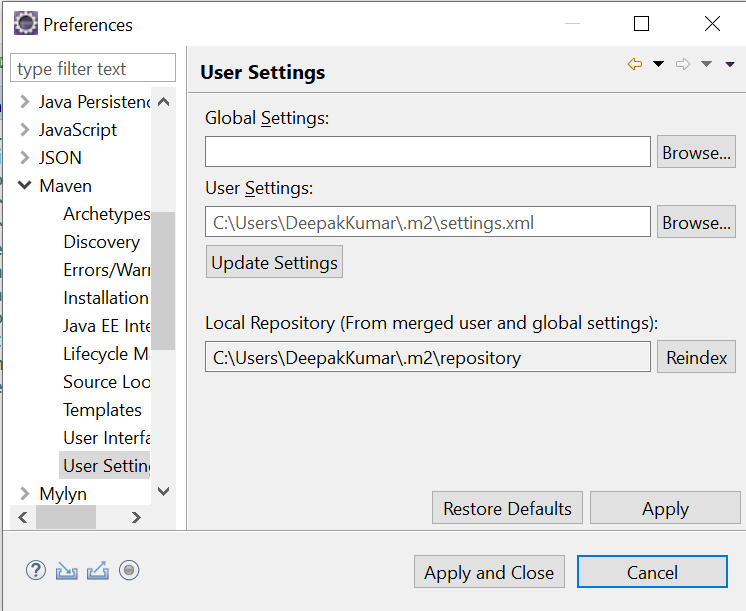 Preferences
type filter text
Java Persistenc
JavaScript
JSON
Maven
Archetypes
Discovery
Errors/Warn
Installation
Java EE Inte
Lifecycle M
Source Loo
Templates
User Interfa
User Setting
Mylyn
User Settings
Global Settings:
Browse...
User Settings:
C:\Users\DeepakKumar\.m2\settings.xml
Browse...
Update Settings
Local Repository (From merged user and global settings):
C:\Users\DeepakKumar\.m2\repository
Reindex
Restore Defaults
Apply
?
Apply and Close
Cancel